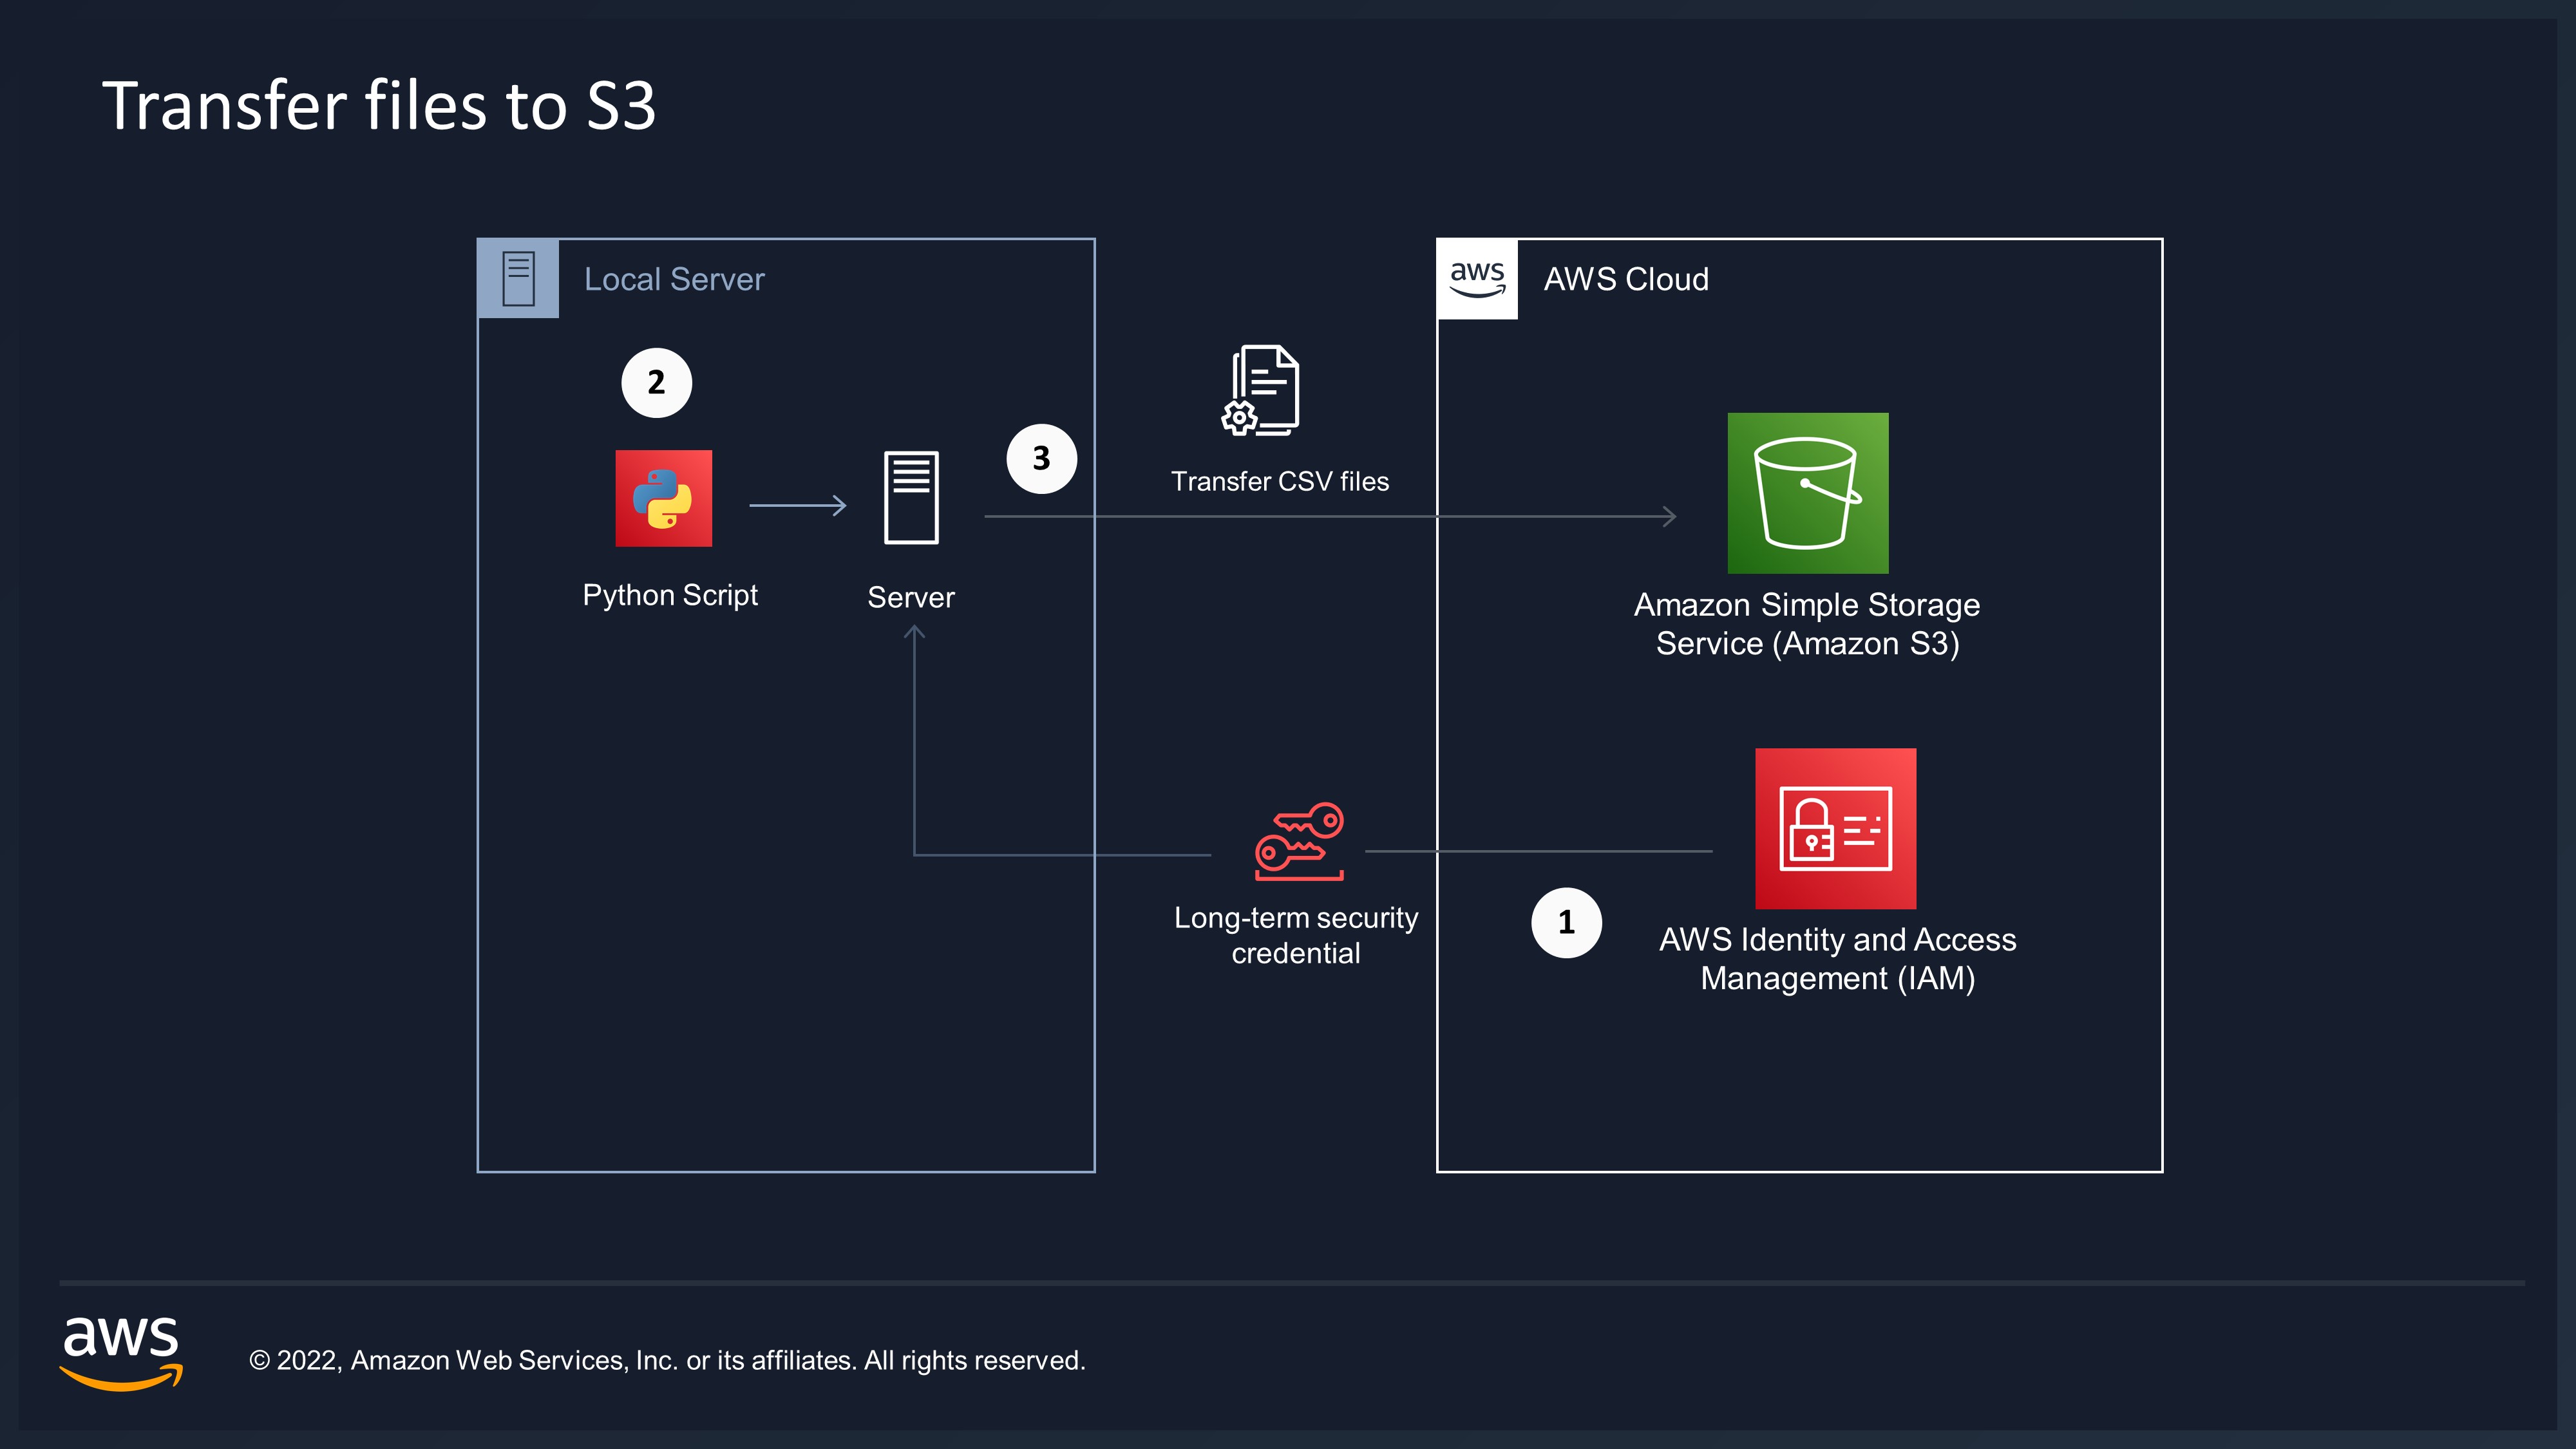 Transfer files to S3
Local Server
aws
AWS Cloud
2
3
Transfer CSV files
Python Script
Server
Amazon Simple Storage
Service (Amazon S3)
Long-term security
credential
1
AWS Identity and Access
Management (IAM)
aws
© 2022, Amazon Web Services, Inc. or its affiliates. All rights reserved.